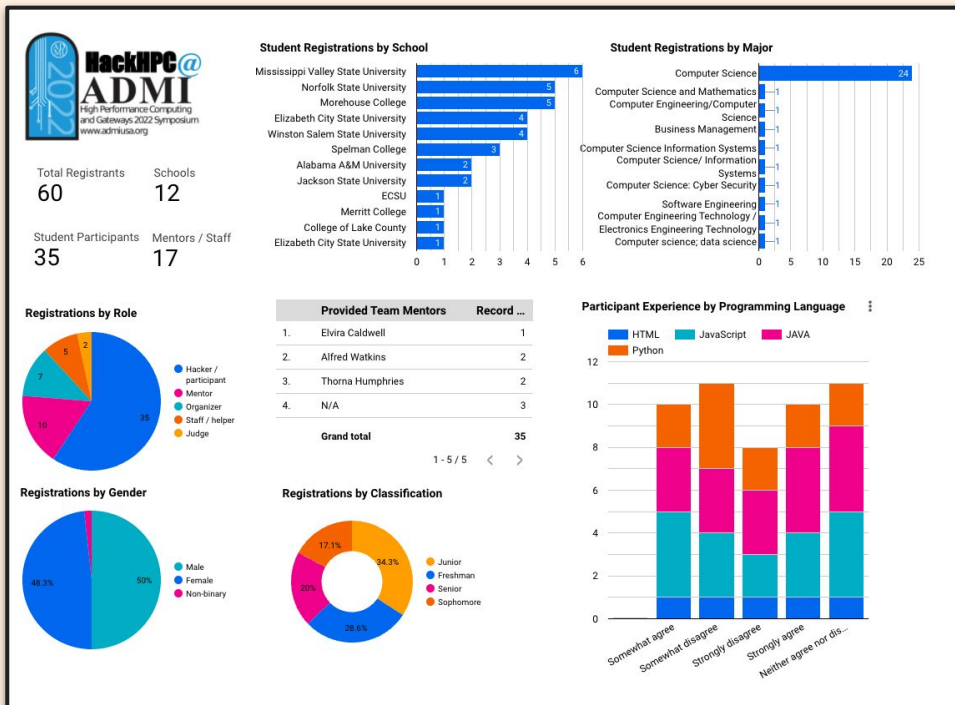 2022
HackHPC@
ADMI
High Performance Computing
and Gateways 2022 Symposium
www.admiusa.org
Total Registrants
60
Schools
12
Student Participants
35
Mentors / Staff
17
Student Registrations by School
Mississippi Valley State University
6
Norfolk State University
5
Morehouse College
5
Elizabeth City State University
4
Winston Salem State University
4
Spelman College
3
Alabama A&M University
2
Jackson State University
2
ECSU
1
Merritt College
1
College of Lake County
1
Elizabeth City State University
1
0 1 2 3 4 5 6
Student Registrations by Major
Computer Science
24
Computer Science and Mathematics
1
Computer Engineering/Computer
Science
1
Business Management
1
Computer Science Information Systems
1
Computer Science/ Information
Systems
1
Computer Science: Cyber Security
1
Software Engineering
1
Computer Engineering Technology /
Electronics Engineering Technology
1
Computer science; data science
1
0 5 10 15 20 25
Registrations by Role
35
10
7
5
2
Hacker /
participant
Mentor
Organizer
Staff / helper
Judge
Provided Team Mentors Record ...
1. Elvira Caldwell 1
2. Alfred Watkins 2
3. Thorna Humphries 2
4. N/A 3
Grand total 35
1 - 5 / 5 < >
Participant Experience by Programming Language
HTML JavaScript JAVA
Python
12
10
8
6
4
2
0
Somewhat agree
Somewhat disagree
Strongly disagree
Strongly agree
Neither agree nor dis...
Registrations by Gender
48.3%
50%
Male
Female
Non-binary
Registrations by Classification
17.1%
34.3%
20%
28.6%
Junior
Freshman
Senior
Sophomore